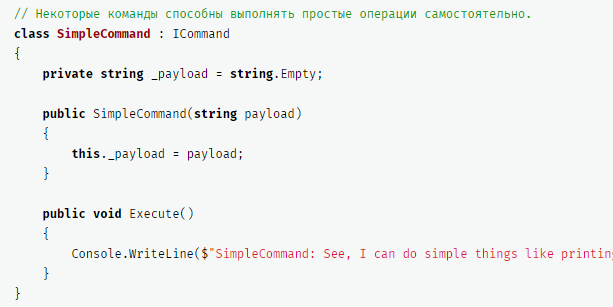 // Некоторые команды способны выполнять простые операции самостоятельно.
class SimpleCommand : ICommand
{
    private string _payload = string.Empty;

    public SimpleCommand(string payload)
    {
        this._payload = payload;
    }

    public void Execute()
    {
        Console.WriteLine($"SimpleCommand: See, I can do simple things like printing
    }
}